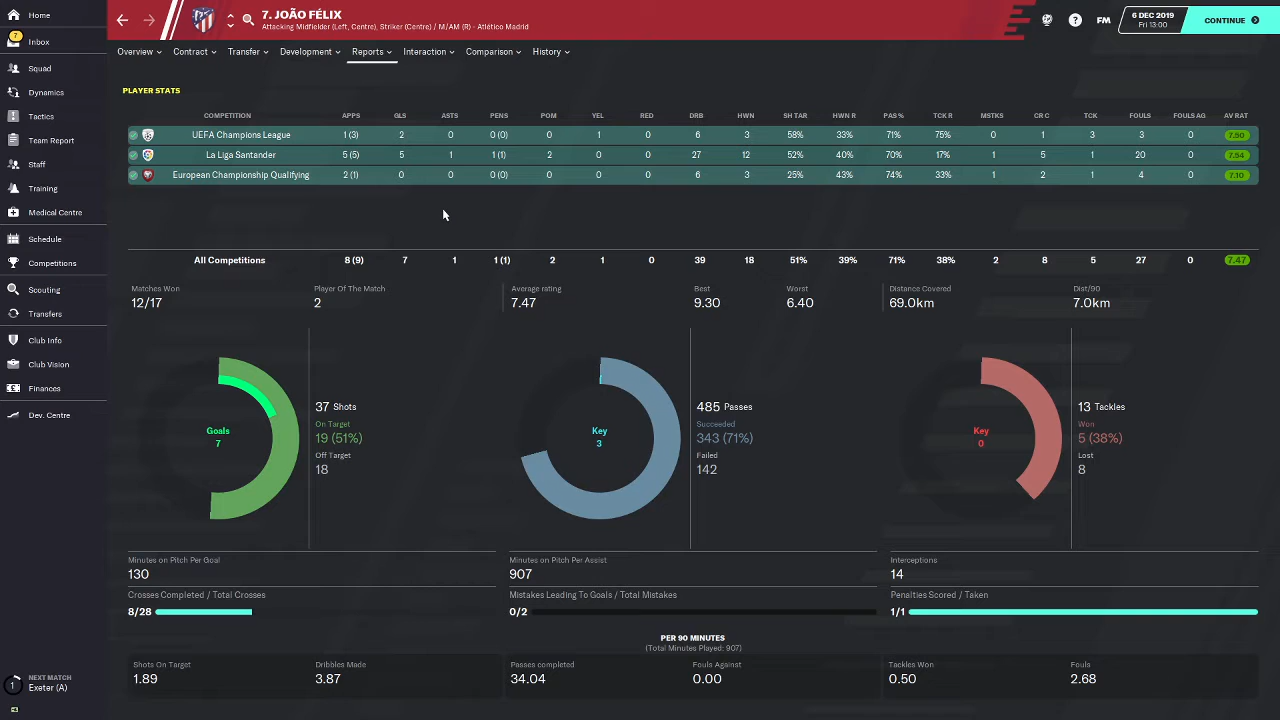 Home
7. JOÃO FÉLIX
Attacking Midfielder (Left, Centre), Striker (Centre) / M/AM (R) - Atlético Madrid
? FM
6 DEC 2019
Fri 13:00
CONTINUE
7
Inbox
Overview Contract Transfer Development Reports Interaction Comparison History
Squad
Dynamics
Tactics
Team Report
Staff
Training
Medical Centre
Schedule
Competitions
Scouting
Transfers
Club Info
Club Vision
Finances
Dev. Centre
1
NEXT MATCH
Exeter (A)
PLAYER STATS
COMPETITION APPS GLS ASTS PENS POM YEL RED DRB HWN SH TAR HWN R PAS % TCK R MSTKS CR C TCK FOULS FOULS AG AV RAT
UEFA Champions League 1 (3) 2 0 0 (0) 0 1 0 6 3 58% 33% 71% 75% 0 1 3 3 0 7.50
La Liga Santander 5 (5) 5 1 1 (1) 2 0 0 27 12 52% 40% 70% 17% 1 5 1 20 0 7.54
European Championship Qualifying 2 (1) 0 0 0 (0) 0 0 0 6 3 25% 43% 74% 33% 1 2 1 4 0 7.10
All Competitions 8 (9) 7 1 1 (1) 2 1 0 39 18 51% 39% 71% 38% 2 8 5 27 0 7.47
Matches Won Player Of The Match Average rating Best Worst Distance Covered Dist/90
12/17 2 7.47 9.30 6.40 69.0km 7.0km
Goals
7
37 Shots
On Target
19 (51%)
Off Target
18
Key
3
485 Passes
Succeeded
343 (71%)
Failed
142
Key
0
13 Tackles
Won
5 (38%)
Lost
8
Minutes on Pitch Per Goal Minutes on Pitch Per Assist Interceptions
130 907 14
Crosses Completed / Total Crosses Mistakes Leading To Goals / Total Mistakes Penalties Scored / Taken
8/28 0/2 1/1
PER 90 MINUTES
(Total Minutes Played: 907)
Shots On Target Dribbles Made Passes completed Fouls Against Tackles Won Fouls
1.89 3.87 34.04 0.00 0.50 2.68